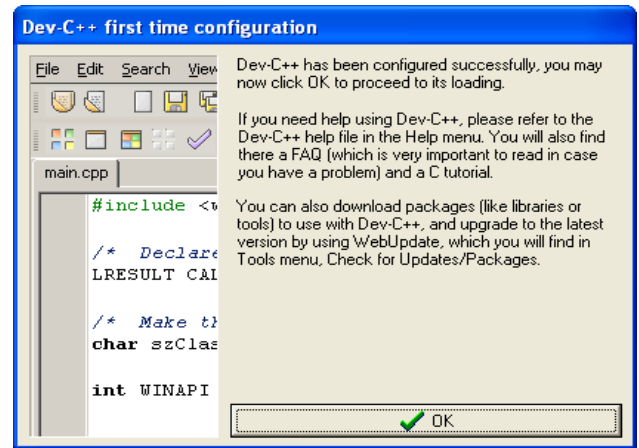 Dev-C++ first time configuration
File Edit Search View
main.cpp
#include <w
/* Declare
LRESULT CAL
/* Make th
char szClas
int WINAPI
Dev-C++ has been configured successfully, you may
now click OK to proceed to its loading.
If you need help using Dev-C++, please refer to the
Dev-C++ help file in the Help menu. You will also find
there a FAQ (which is very important to read in case
you have a problem) and a C tutorial.
You can also download packages (like libraries or
tools) to use with Dev-C++, and upgrade to the latest
version by using WebUpdate, which you will find in
Tools menu, Check for Updates/Packages.
OK